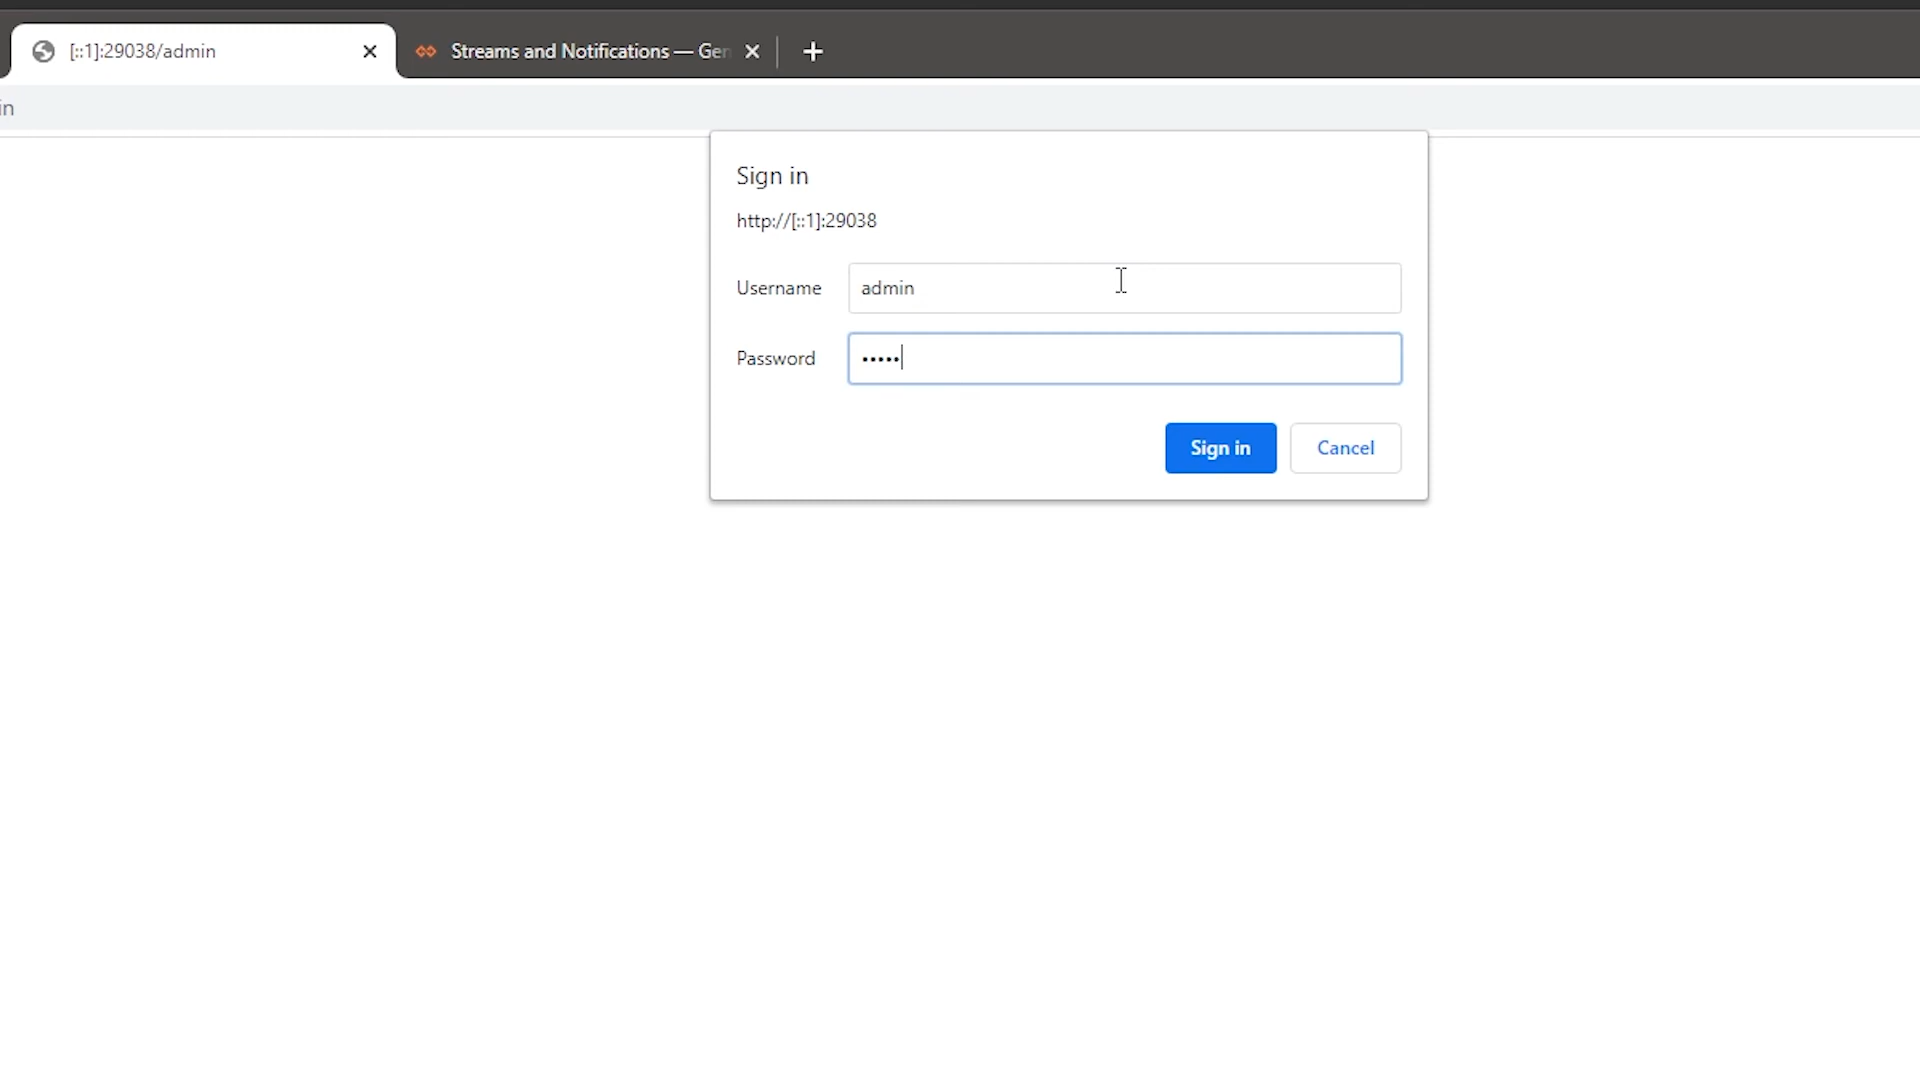 [::1]:29038/admin
Streams and Notifications — Gen
in
Sign in
http://[::1]:29038
Username admin
Password •••••
Sign in Cancel